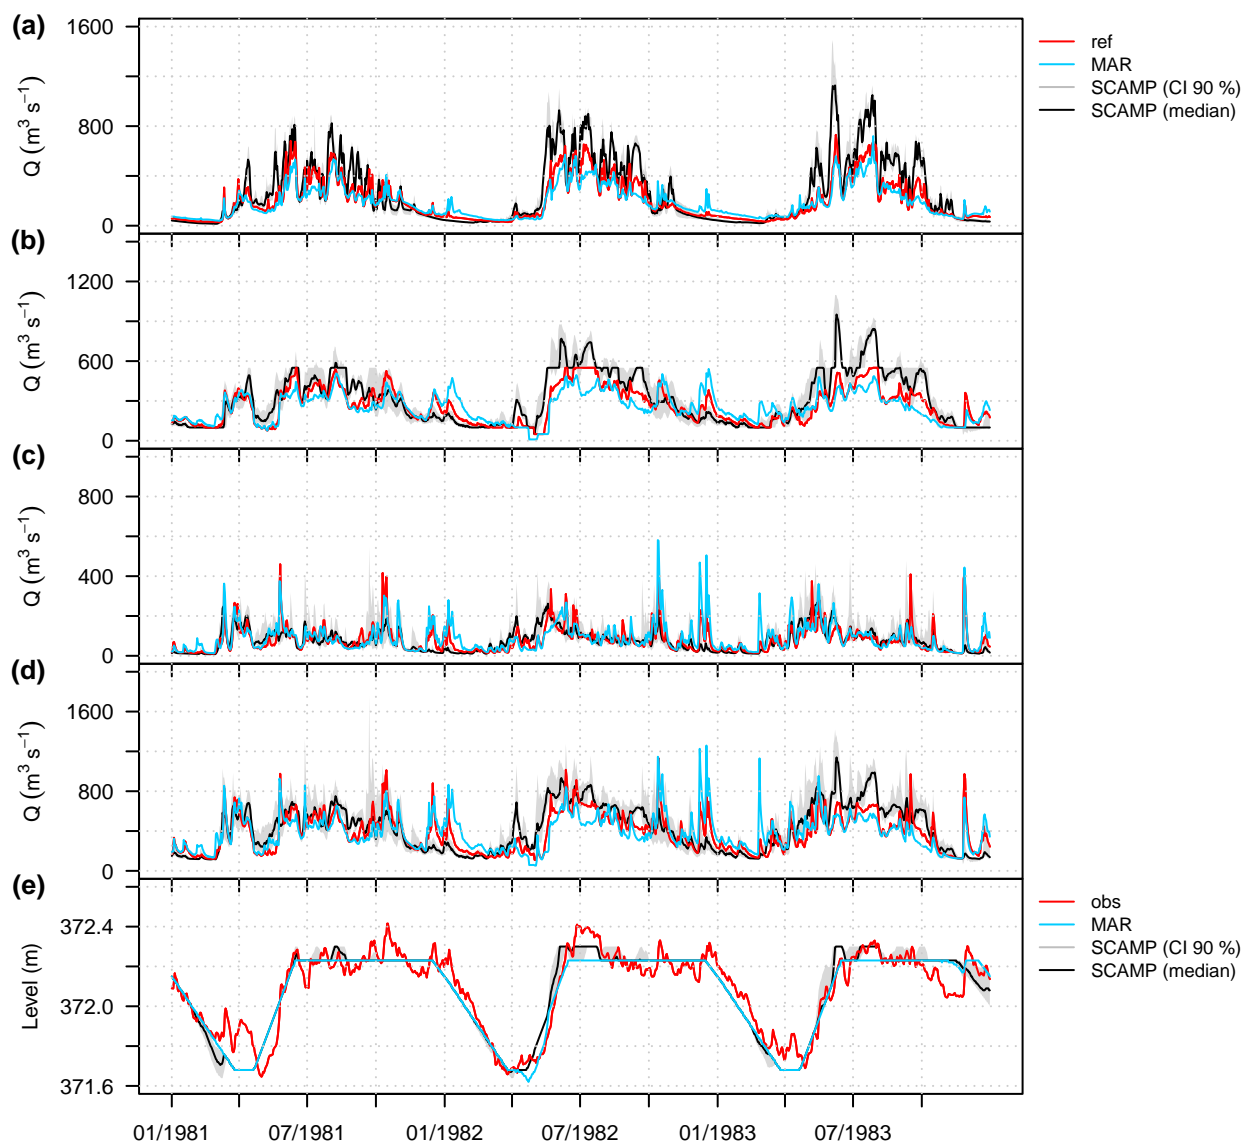 (a)
1600
800
400
0
Q (m³ s⁻¹)
ref
MAR
SCAMP (CI 90 %)
SCAMP (median)
(b)
1200
600
0
Q (m³ s⁻¹)
(c)
800
400
0
Q (m³ s⁻¹)
(d)
1600
800
0
Q (m³ s⁻¹)
(e)
372.4
372.0
371.6
Level (m)
obs
MAR
SCAMP (CI 90 %)
SCAMP (median)
01/1981
07/1981
01/1982
07/1982
01/1983
07/1983